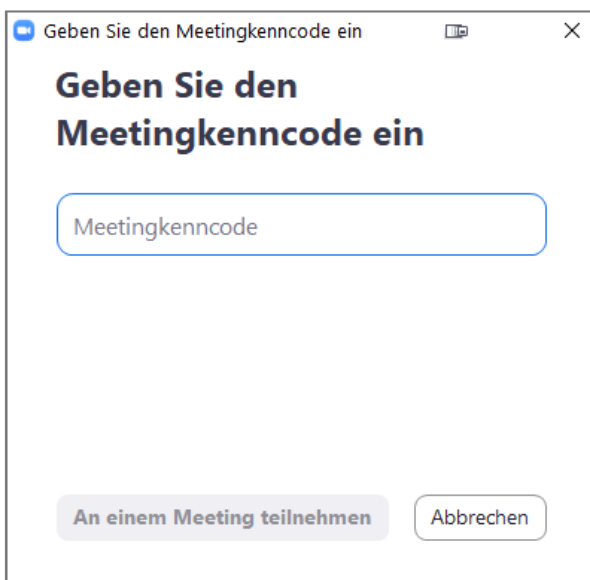 Geben Sie den Meetingkenncode ein
Geben Sie den
Meetingkenncode ein
Meetingkenncode
An einem Meeting teilnehmen
Abbrechen